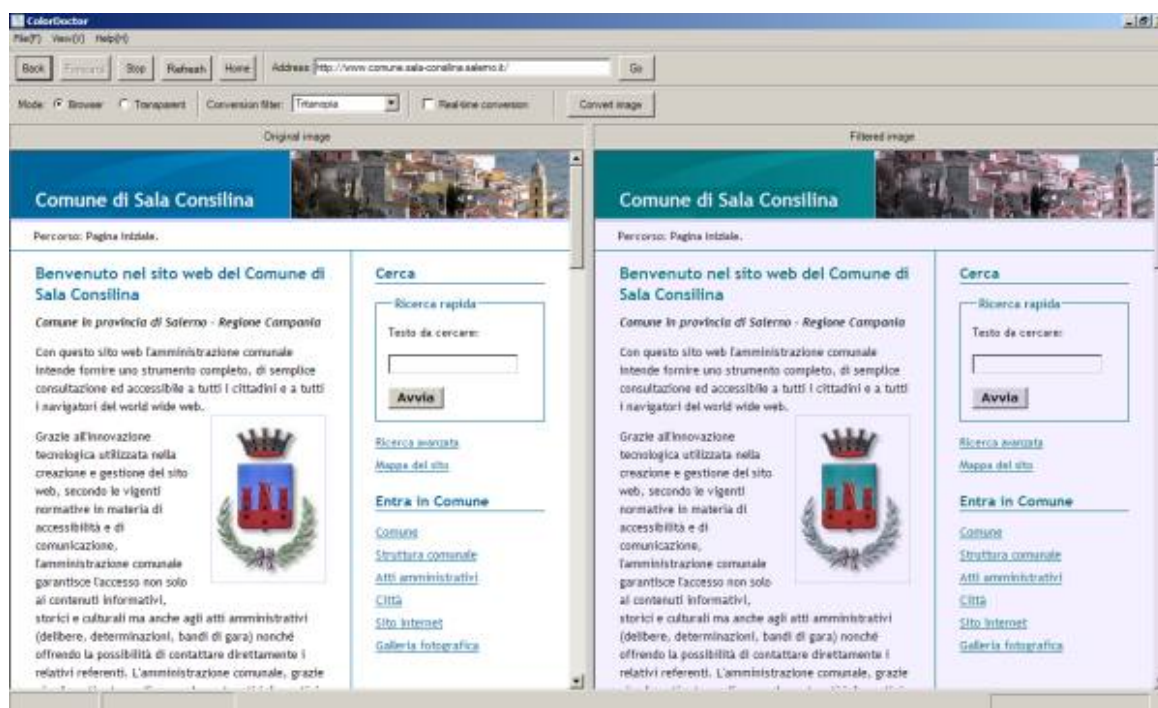 ColorDoctor
File(F) View(V) Help(H)
Back Forward Stop Refresh Home Address: http://www.comune.sala-consilina.salerno.it/ Go
Mode: Browser Transparent Conversion filter: Tritanopia Real-time conversion Convert image
Original image
Comune di Sala Consilina
Percorso: Pagina iniziale.
Benvenuto nel sito web del Comune di
Sala Consilina
Comune in provincia di Salerno - Regione Campania
Con questo sito web l'amministrazione comunale
intende fornire uno strumento completo, di semplice
consultazione ed accessibile a tutti i cittadini e a tutti
i navigatori del world wide web.
Grazie all'innovazione
tecnologica utilizzata nella
creazione e gestione del sito
web, secondo le vigenti
normative in materia di
accessibilità e di
comunicazione,
l'amministrazione comunale
garantisce l'accesso non solo
ai contenuti informativi,
storici e culturali ma anche agli atti amministrativi
(delibere, determinazioni, bandi di gara) nonché
offrendo la possibilità di contattare direttamente i
relativi referenti. L'amministrazione comunale, grazie
Cerca
Ricerca rapida
Testo da cercare:
Avvia
Ricerca avanzata
Mappa del sito
Entra in Comune
Comune
Struttura comunale
Atti amministrativi
Città
Sito Internet
Galleria fotografica
Filtered image
Comune di Sala Consilina
Percorso: Pagina iniziale.
Benvenuto nel sito web del Comune di
Sala Consilina
Comune in provincia di Salerno - Regione Campania
Con questo sito web l'amministrazione comunale
intende fornire uno strumento completo, di semplice
consultazione ed accessibile a tutti i cittadini e a tutti
i navigatori del world wide web.
Grazie all'innovazione
tecnologica utilizzata nella
creazione e gestione del sito
web, secondo le vigenti
normative in materia di
accessibilità e di
comunicazione,
l'amministrazione comunale
garantisce l'accesso non solo
ai contenuti informativi,
storici e culturali ma anche agli atti amministrativi
(delibere, determinazioni, bandi di gara) nonché
offrendo la possibilità di contattare direttamente i
relativi referenti. L'amministrazione comunale, grazie
Cerca
Ricerca rapida
Testo da cercare:
Avvia
Ricerca avanzata
Mappa del sito
Entra in Comune
Comune
Struttura comunale
Atti amministrativi
Città
Sito Internet
Galleria fotografica